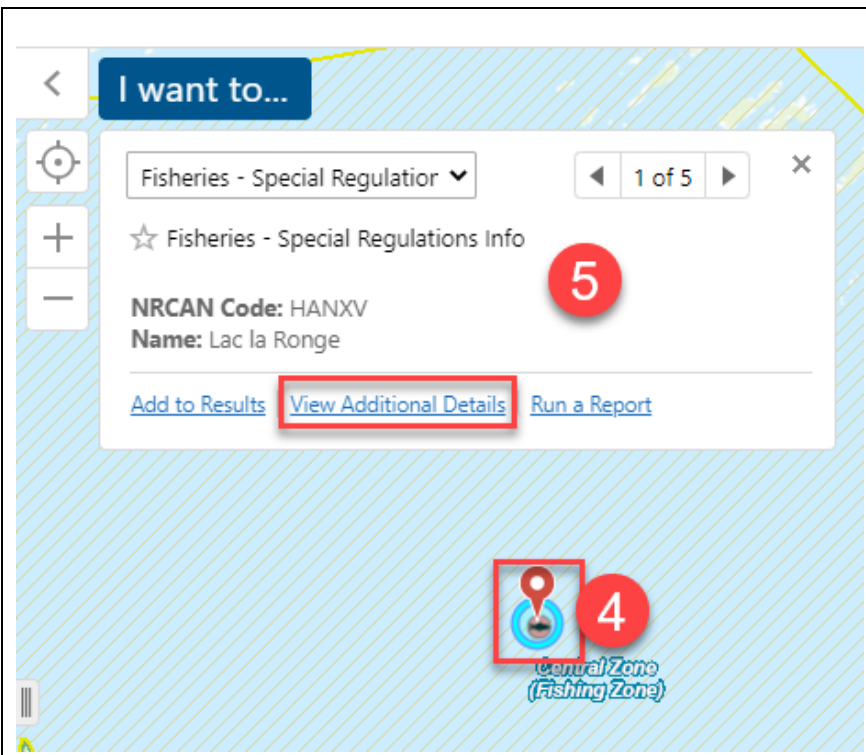 I want to...
Fisheries - Special Regulatior
1 of 5
Fisheries - Special Regulations Info
5
NRCAN Code: HANXV
Name: Lac la Ronge
Add to Results View Additional Details Run a Report
4
Central Zone
(Fishing Zone)